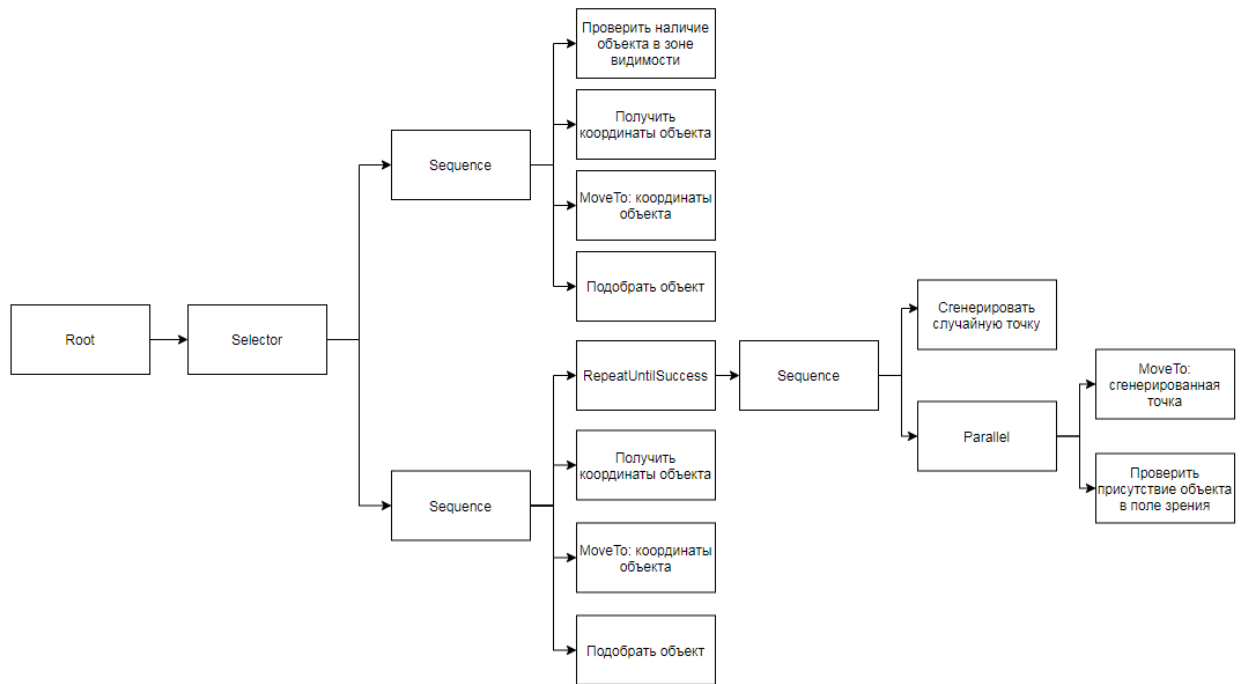 Проверить наличие
объекта в зоне
видимости
Получить
координаты объекта
Sequence
MoveTo: координаты
объекта
Подобрать объект
Root
Selector
Сгенерировать
случайную точку
RepeatUntilSuccess
Sequence
MoveTo:
сгенерированная
точка
Parallel
Получить
координаты объекта
Проверить
присутствие объекта
в поле зрения
Sequence
MoveTo: координаты
объекта
Подобрать объект